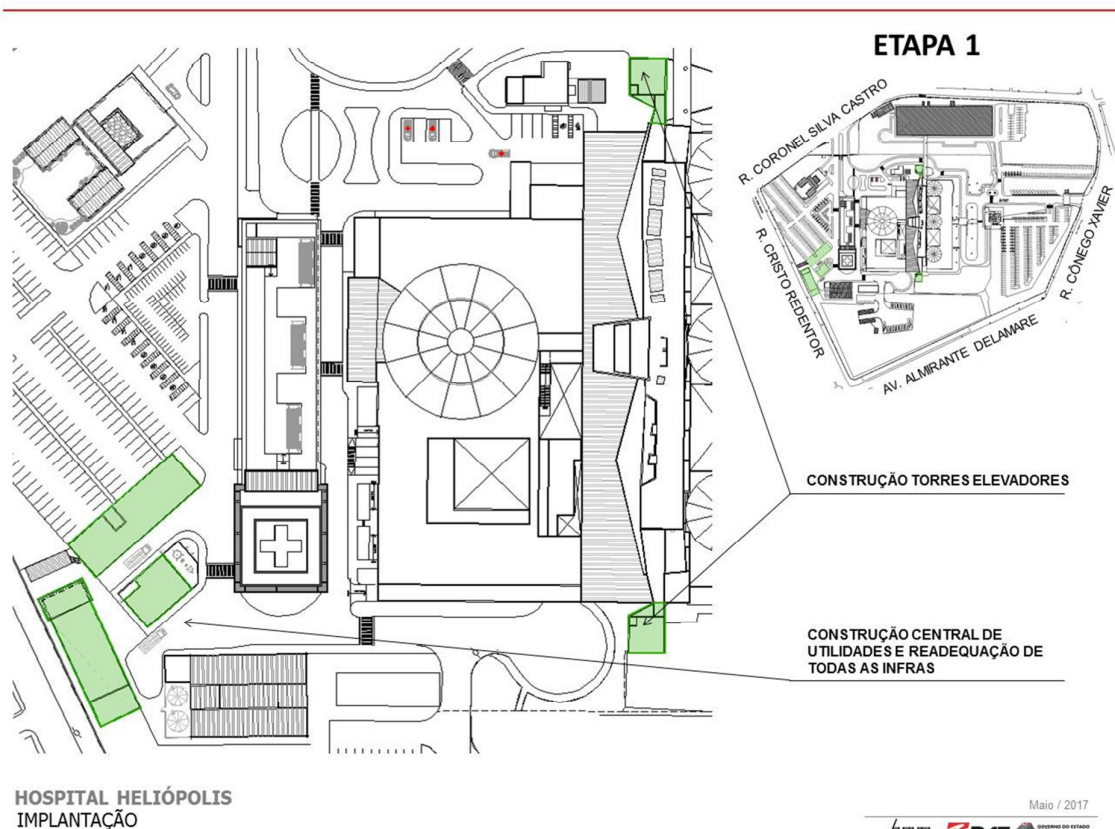 ETAPA 1
R. CORONEL SILVA CASTRO
R. CRISTO REDENTOR
R. CÔNEGO XAVIER
AV. ALMIRANTE DELAMARE
CONSTRUÇÃO TORRES ELEVADORES
CONSTRUÇÃO CENTRAL DE
UTILIDADES E READEQUAÇÃO DE
TODAS AS INFRAS
HOSPITAL HELIÓPOLIS
IMPLANTAÇÃO
Maio / 2017
GOVERNO DO ESTADO